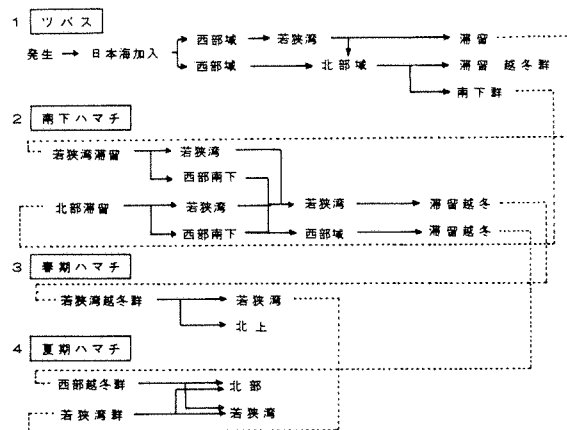 1 ツバス
西部域 → 若狭湾 → 滞留
発生 → 日本海加入
西部域 → 北部域 → 滞留 越冬群
南下群
2 南下ハマチ
若狭湾滞留 → 若狭湾
西部南下
北部滞留 → 若狭湾 → 若狭湾 → 滞留越冬
西部南下 → 西部域 → 滞留越冬
3 春期ハマチ
若狭湾越冬群 → 若狭湾
北上
4 夏期ハマチ
西部越冬群 → 北部
若狭湾群 → 若狭湾